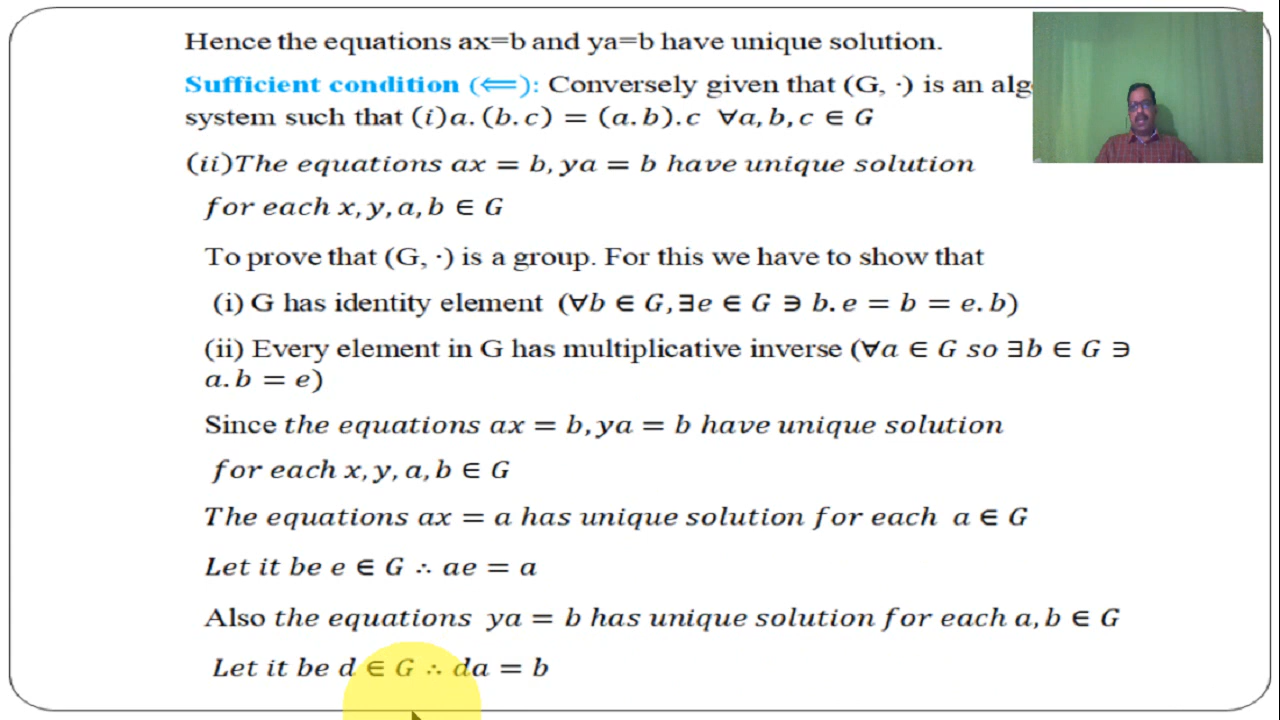 Hence the equations ax=b and ya=b have unique solution.
Sufficient condition (⟸): Conversely given that (G, ·) is an alg
system such that (i)a.(b.c) = (a.b).c ∀a, b, c ∈ G
(ii)The equations ax = b, ya = b have unique solution
for each x, y, a, b ∈ G
To prove that (G, ·) is a group. For this we have to show that
(i) G has identity element (∀b ∈ G, ∃e ∈ G ∋ b. e = b = e. b)
(ii) Every element in G has multiplicative inverse (∀a ∈ G so ∃b ∈ G ∋
a. b = e)
Since the equations ax = b, ya = b have unique solution
for each x, y, a, b ∈ G
The equations ax = a has unique solution for each a ∈ G
Let it be e ∈ G ∴ ae = a
Also the equations ya = b has unique solution for each a, b ∈ G
Let it be d ∈ G ∴ da = b